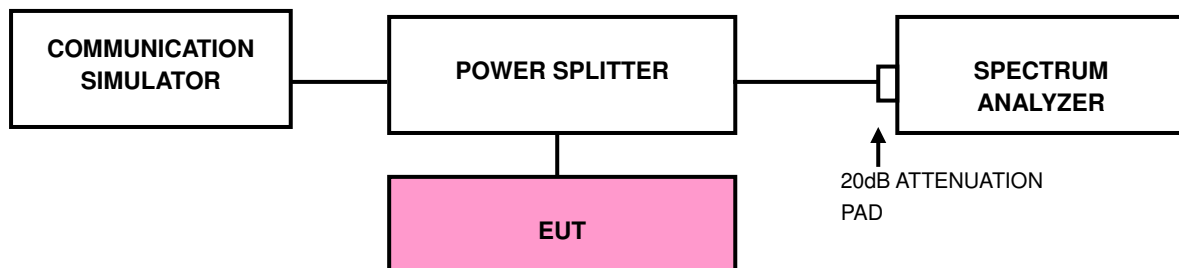 COMMUNICATION
SIMULATOR
POWER SPLITTER
SPECTRUM
ANALYZER
20dB ATTENUATION
PAD
EUT